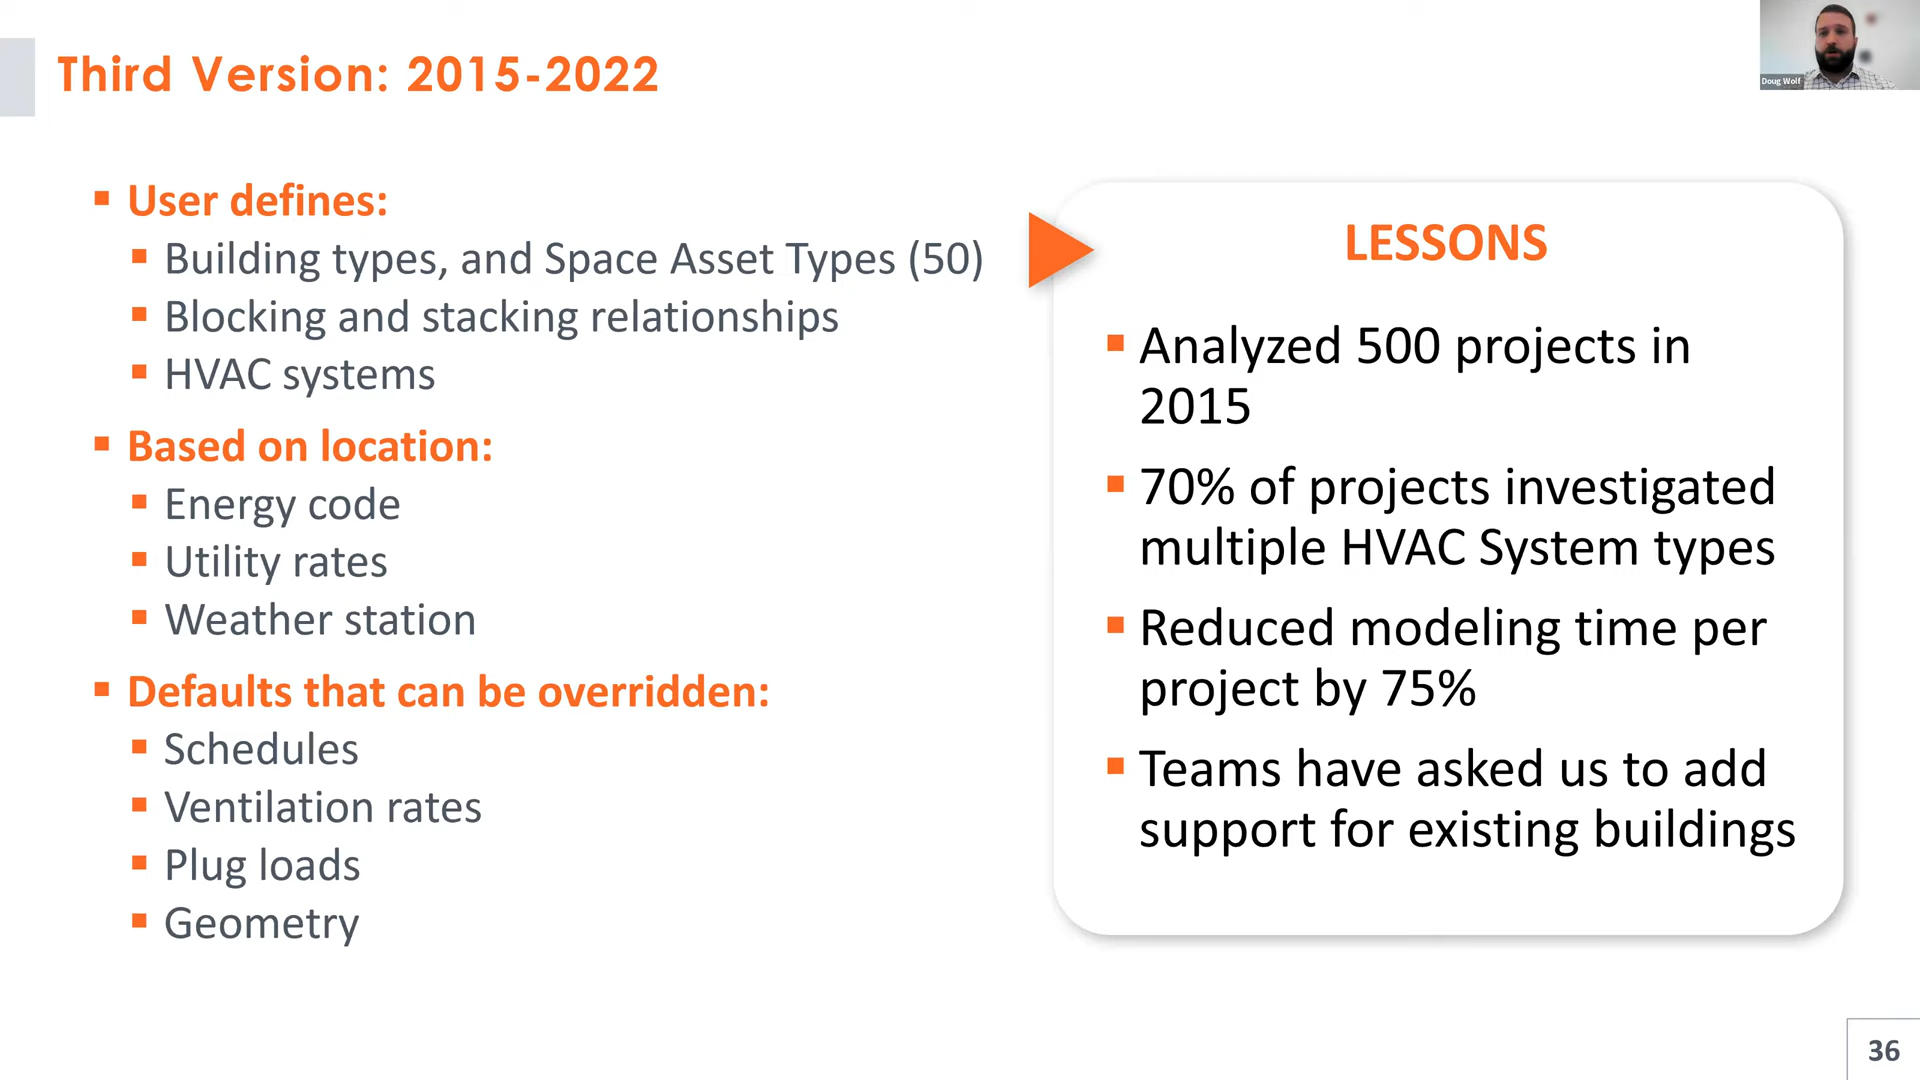 Third Version: 2015-2022
Doug Wolf
User defines:
Building types, and Space Asset Types (50)
Blocking and stacking relationships
HVAC systems
Based on location:
Energy code
Utility rates
Weather station
Defaults that can be overridden:
Schedules
Ventilation rates
Plug loads
Geometry
LESSONS
Analyzed 500 projects in
2015
70% of projects investigated
multiple HVAC System types
Reduced modeling time per
project by 75%
Teams have asked us to add
support for existing buildings
36